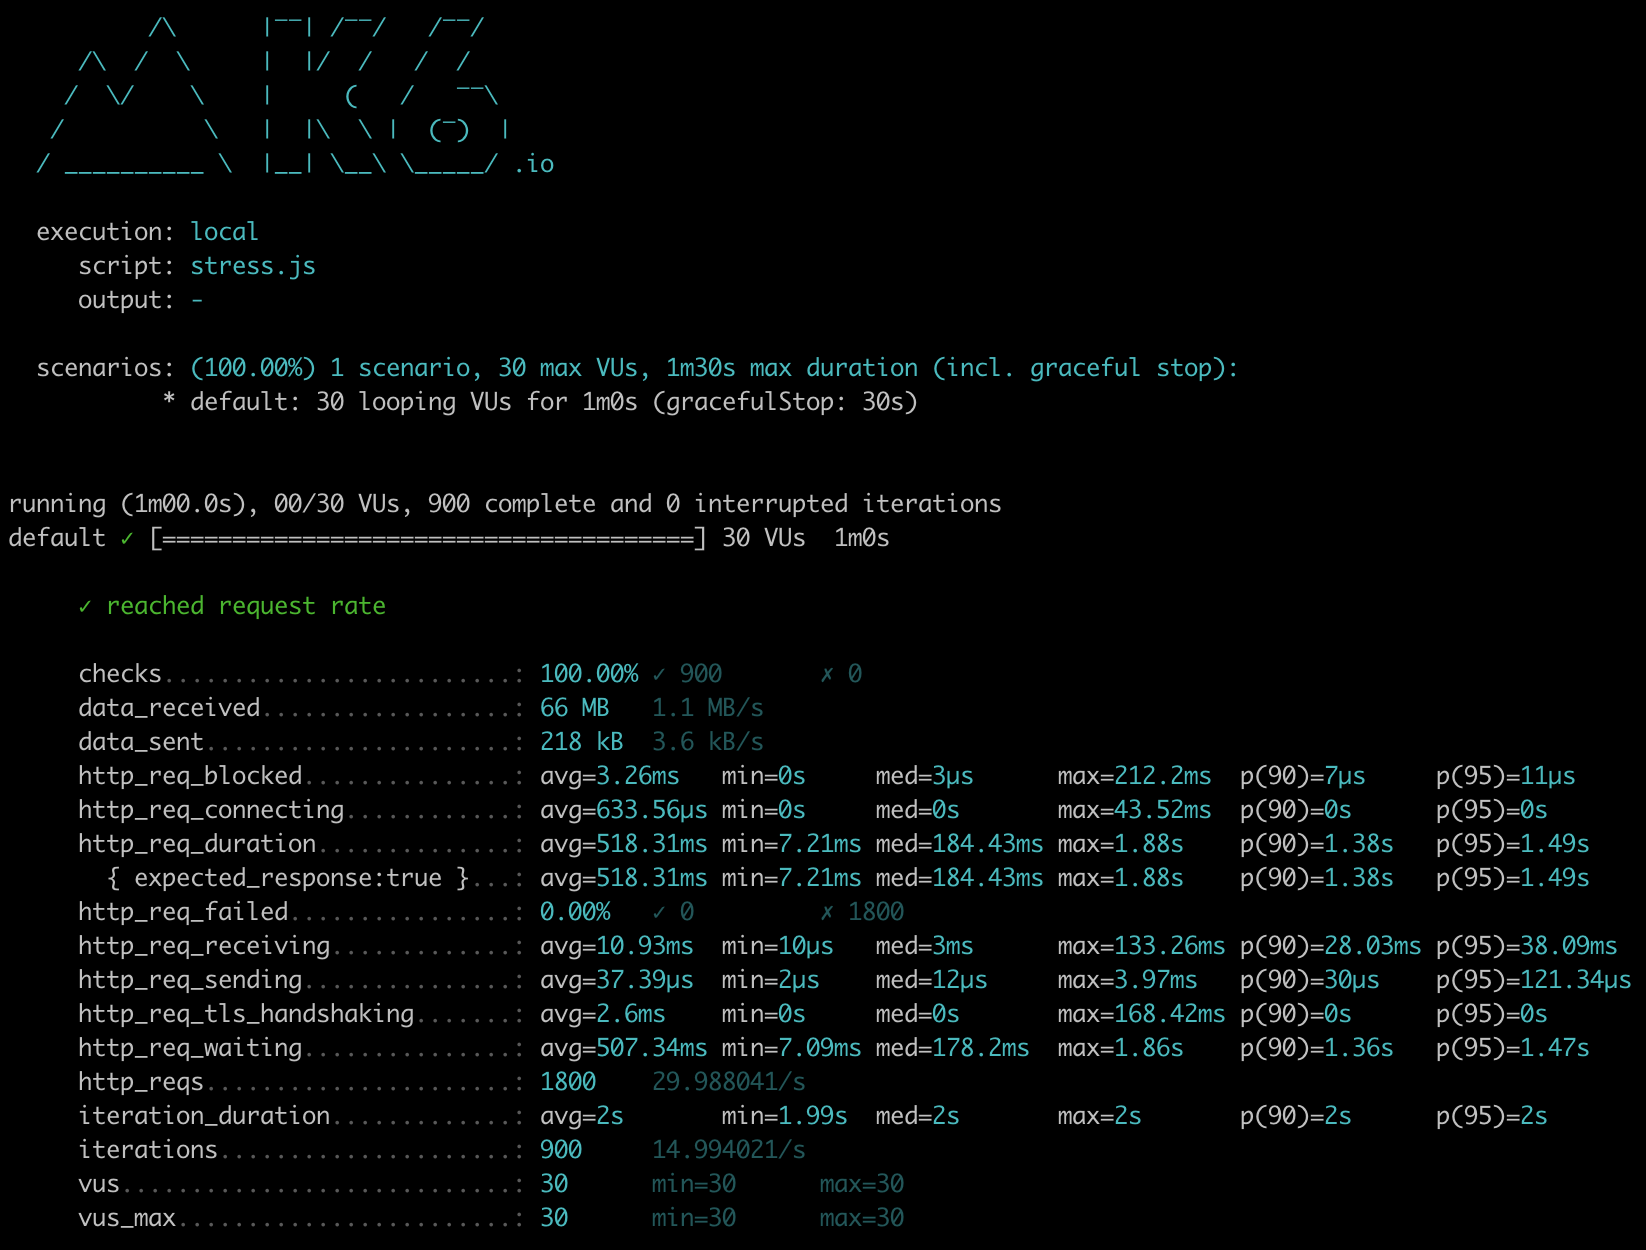 /\      |‾‾| /‾‾/   /‾‾/
    /\  /  \     |  |/  /   /  /
   /  \/    \    |     (   /   ‾‾\
  /          \   |  |\  \ |  (‾)  |
 / __________ \  |__| \__\ \_____/ .io
execution: local
script: stress.js
output: -
scenarios: (100.00%) 1 scenario, 30 max VUs, 1m30s max duration (incl. graceful stop):
* default: 30 looping VUs for 1m0s (gracefulStop: 30s)
running (1m00.0s), 00/30 VUs, 900 complete and 0 interrupted iterations
default ✓ [======================================] 30 VUs  1m0s
✓ reached request rate
checks.........................: 100.00% ✓ 900       ✗ 0
data_received..................: 66 MB   1.1 MB/s
data_sent......................: 218 kB  3.6 kB/s
http_req_blocked...............: avg=3.26ms   min=0s     med=3µs      max=212.2ms  p(90)=7µs     p(95)=11µs
http_req_connecting............: avg=633.56µs min=0s     med=0s       max=43.52ms  p(90)=0s      p(95)=0s
http_req_duration..............: avg=518.31ms min=7.21ms med=184.43ms max=1.88s    p(90)=1.38s   p(95)=1.49s
{ expected_response:true }...: avg=518.31ms min=7.21ms med=184.43ms max=1.88s    p(90)=1.38s   p(95)=1.49s
http_req_failed................: 0.00%   ✓ 0         ✗ 1800
http_req_receiving.............: avg=10.93ms  min=10µs   med=3ms      max=133.26ms p(90)=28.03ms p(95)=38.09ms
http_req_sending...............: avg=37.39µs  min=2µs    med=12µs     max=3.97ms   p(90)=30µs    p(95)=121.34µs
http_req_tls_handshaking.......: avg=2.6ms    min=0s     med=0s       max=168.42ms p(90)=0s      p(95)=0s
http_req_waiting...............: avg=507.34ms min=7.09ms med=178.2ms  max=1.86s    p(90)=1.36s   p(95)=1.47s
http_reqs......................: 1800    29.988041/s
iteration_duration.............: avg=2s       min=1.99s  med=2s       max=2s       p(90)=2s      p(95)=2s
iterations.....................: 900     14.994021/s
vus............................: 30      min=30      max=30
vus_max........................: 30      min=30      max=30